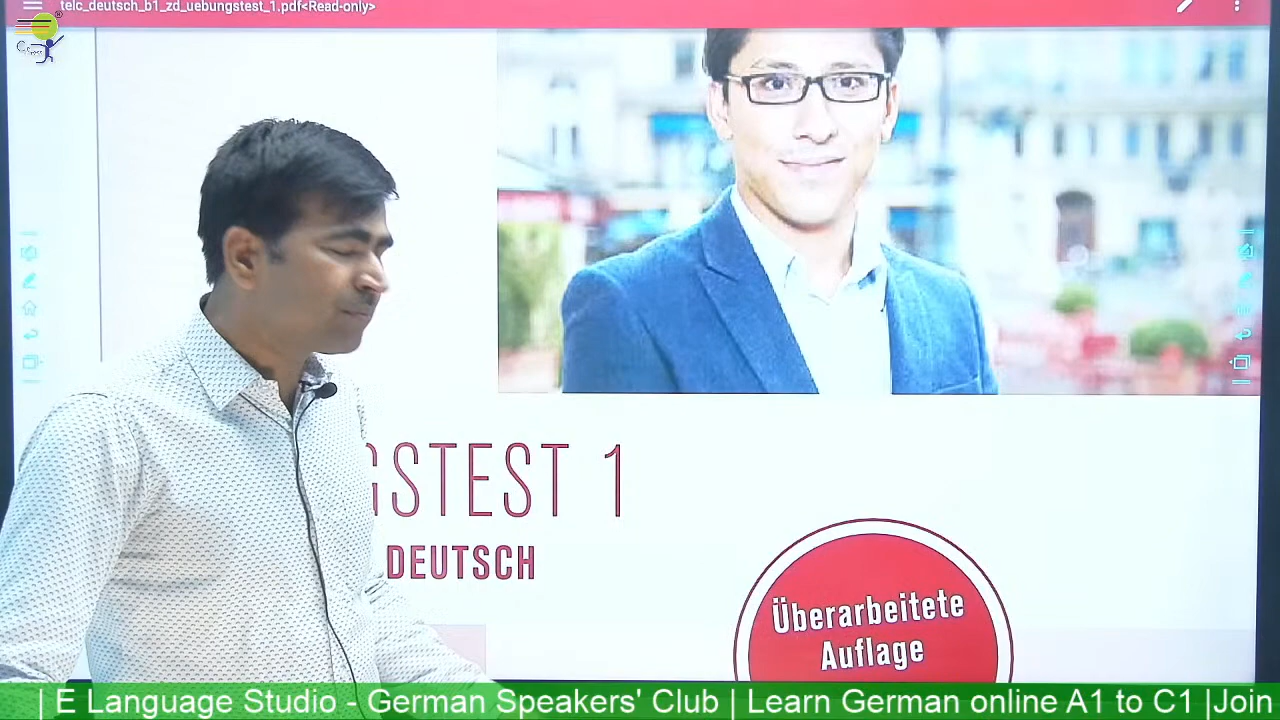 telc_deutsch_b1_zd_uebungstest_1.pdf<Read-only>
GSTEST 1
DEUTSCH
Überarbeitete
Auflage
| E Language Studio - German Speakers' Club | Learn German online A1 to C1 |Join